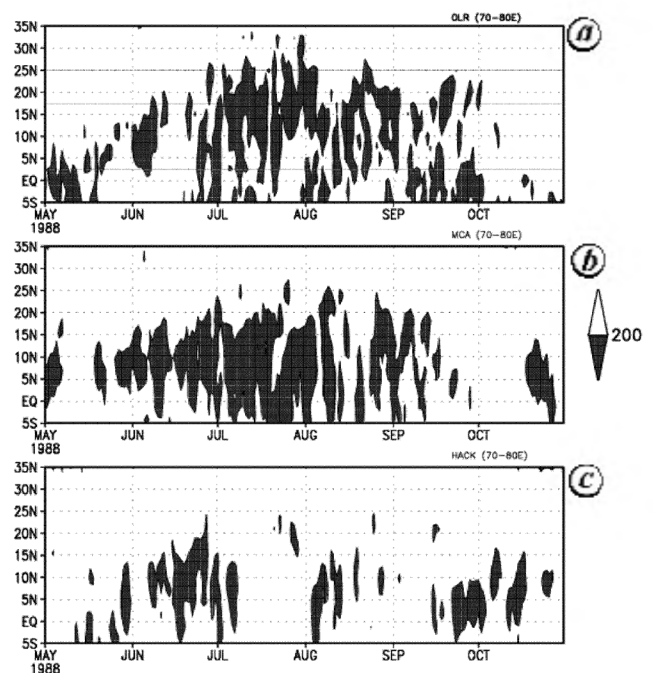 OLR (70-80E)
a
35N
30N
25N
20N
15N
10N
5N
EQ
5S
MAY JUN JUL AUG SEP OCT
1988
MCA (70-80E)
b
35N
30N
25N
20N
15N
10N
5N
EQ
5S
MAY JUN JUL AUG SEP OCT
1988
200
HACK (70-80E)
c
35N
30N
25N
20N
15N
10N
5N
EQ
5S
MAY JUN JUL AUG SEP OCT
1988